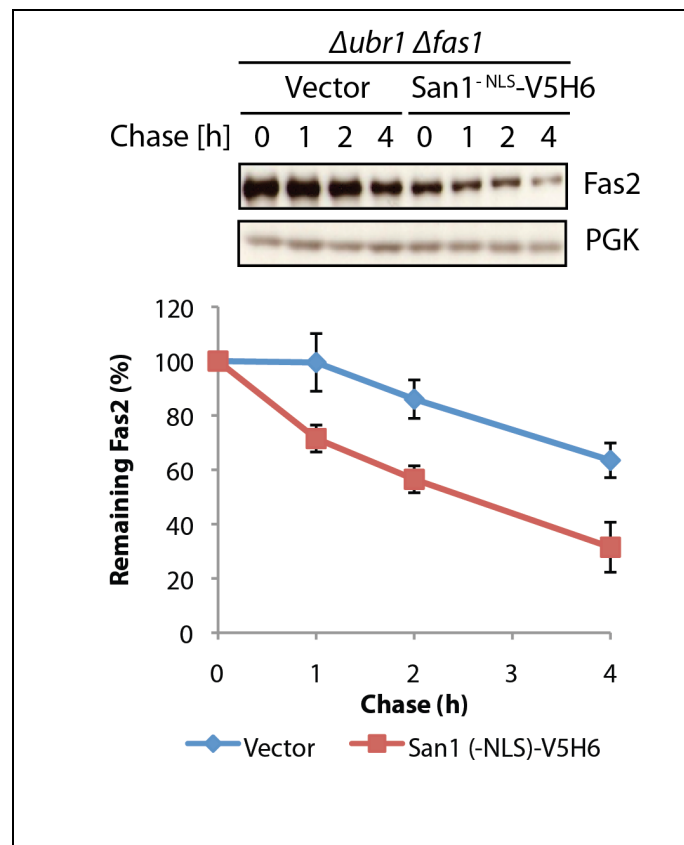 Δubr1 Δfas1
Vector San1-NLS-V5H6
Chase [h] 0 1 2 4 0 1 2 4
Fas2
PGK
120
100
80
60
40
20
0
Remaining Fas2 (%)
0 1 2 3 4
Chase (h)
Vector San1 (-NLS)-V5H6